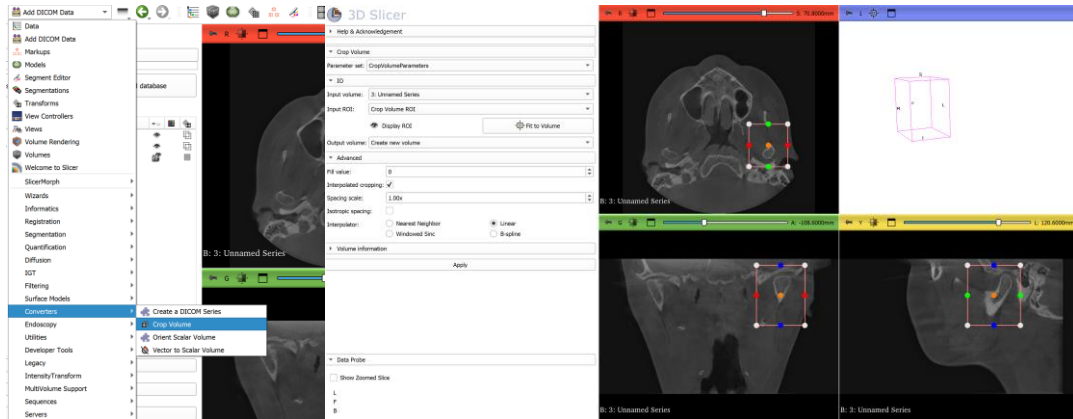 Add DICOM Data
Data
Add DICOM Data
Markups
Models
Segment Editor
Segmentations
Transforms
View Controllers
Views
Volume Rendering
Volumes
Welcome to Slicer
SlicerMorph
Wizards
Informatics
Registration
Segmentation
Quantification
Diffusion
IGT
Filtering
Surface Models
Converters
Endoscopy
Utilities
Developer Tools
Legacy
IntensityTransform
MultiVolume Support
Sequences
Servers
d database
Create a DICOM Series
Crop Volume
Orient Scalar Volume
Vector to Scalar Volume
R
B: 3: Unnamed Series
G
3D Slicer
Help & Acknowledgement
Crop Volume
Parameter set: CropVolumeParameters
IO
Input volume: 3: Unnamed Series
Input ROI: Crop Volume ROI
Display ROI
Fit to Volume
Output volume: Create new volume
Advanced
Fill value: 0
Interpolated cropping:
Spacing scale: 1.00x
Isotropic spacing:
Interpolator:
Nearest Neighbor
Linear
Windowed Sinc
B-spline
Volume information
Apply
Data Probe
Show Zoomed Slice
L
F
B
R
S: 70.8000mm
B: 3: Unnamed Series
1
S
R
P
L
I
G
B: 3: Unnamed Series
Y
L: 120.6000mm
B: 3: Unnamed Series